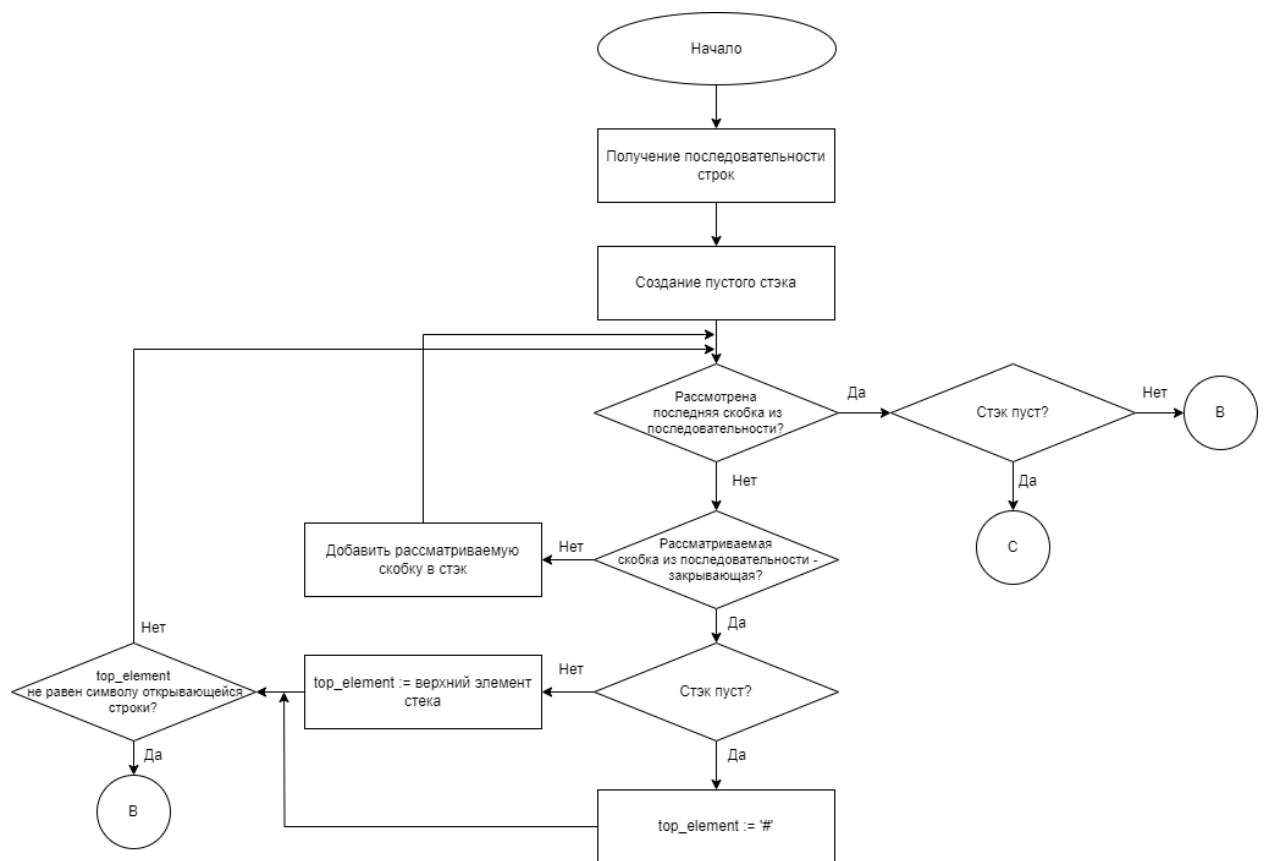 Начало
Получение последовательности
строк
Создание пустого стэка
Рассмотрена
последняя скобка из
последовательности?
Да
Стэк пуст?
Нет
B
Да
C
Нет
Рассматриваемая
скобка из последовательности -
закрывающая?
Нет
Добавить рассматриваемую
скобку в стэк
Да
Стэк пуст?
Нет
top_element := верхний элемент
стека
Нет
top_element
не равен символу открывающейся
строки?
Да
B
Да
top_element := '#'